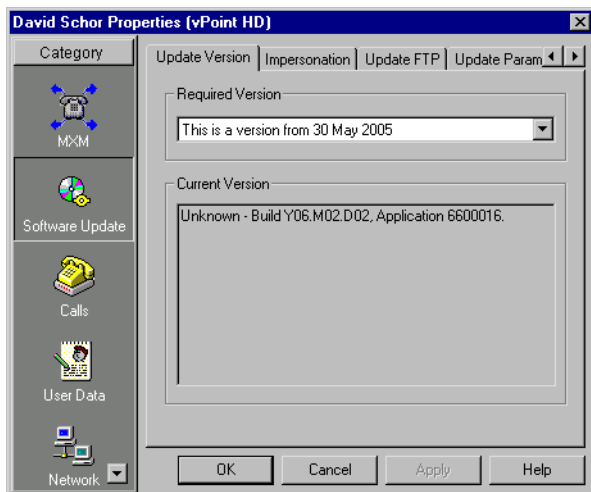 David Schor Properties (vPoint HD)
Category
MXM
Software Update
Calls
User Data
Network
Update Version
Impersonation
Update FTP
Update Param
Required Version
This is a version from 30 May 2005
Current Version
Unknown - Build Y06.M02.D02, Application 6600016.
OK
Cancel
Apply
Help